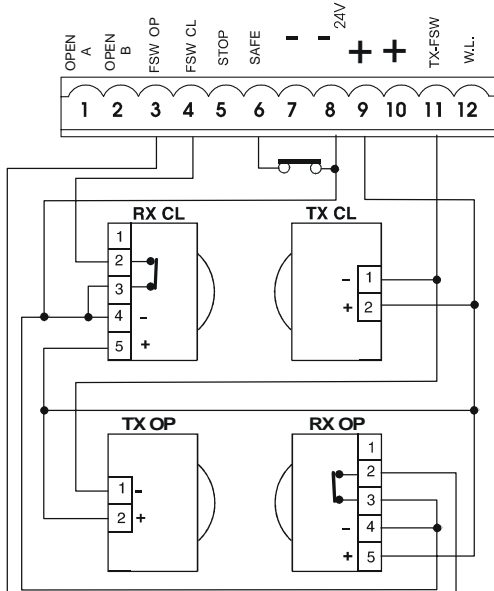 OPEN A
OPEN B
FSW OP
FSW CL
STOP
SAFE
-
-
24V
+
+
TX-FSW
W.L.
1 2 3 4 5 6 7 8 9 10 11 12
RX CL
1
2
3
4 -
5 +
TX CL
- 1
+ 2
TX OP
1 -
2 +
RX OP
1
2
3
- 4
+ 5